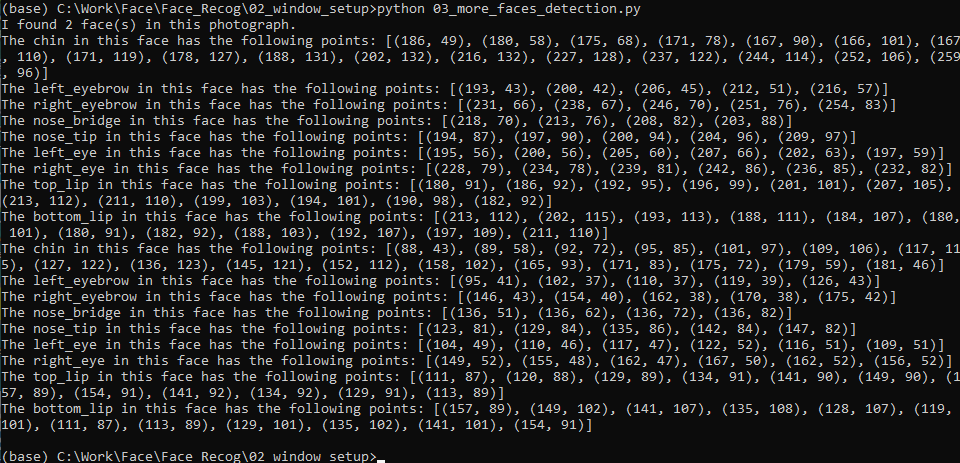 (base) C:\Work\Face\Face_Recog\02_window_setup>python 03_more_faces_detection.py
I found 2 face(s) in this photograph.
The chin in this face has the following points: [(186, 49), (180, 58), (175, 68), (171, 78), (167, 90), (166, 101), (167
, 110), (171, 119), (178, 127), (188, 131), (202, 132), (216, 132), (227, 128), (237, 122), (244, 114), (252, 106), (259
, 96)]
The left_eyebrow in this face has the following points: [(193, 43), (200, 42), (206, 45), (212, 51), (216, 57)]
The right_eyebrow in this face has the following points: [(231, 66), (238, 67), (246, 70), (251, 76), (254, 83)]
The nose_bridge in this face has the following points: [(218, 70), (213, 76), (208, 82), (203, 88)]
The nose_tip in this face has the following points: [(194, 87), (197, 90), (200, 94), (204, 96), (209, 97)]
The left_eye in this face has the following points: [(195, 56), (200, 56), (205, 60), (207, 66), (202, 63), (197, 59)]
The right_eye in this face has the following points: [(228, 79), (234, 78), (239, 81), (242, 86), (236, 85), (232, 82)]
The top_lip in this face has the following points: [(180, 91), (186, 92), (192, 95), (196, 99), (201, 101), (207, 105),
(213, 112), (211, 110), (199, 103), (194, 101), (190, 98), (182, 92)]
The bottom_lip in this face has the following points: [(213, 112), (202, 115), (193, 113), (188, 111), (184, 107), (180,
101), (180, 91), (182, 92), (188, 103), (192, 107), (197, 109), (211, 110)]
The chin in this face has the following points: [(88, 43), (89, 58), (92, 72), (95, 85), (101, 97), (109, 106), (117, 11
5), (127, 122), (136, 123), (145, 121), (152, 112), (158, 102), (165, 93), (171, 83), (175, 72), (179, 59), (181, 46)]
The left_eyebrow in this face has the following points: [(95, 41), (102, 37), (110, 37), (119, 39), (126, 43)]
The right_eyebrow in this face has the following points: [(146, 43), (154, 40), (162, 38), (170, 38), (175, 42)]
The nose_bridge in this face has the following points: [(136, 51), (136, 62), (136, 72), (136, 82)]
The nose_tip in this face has the following points: [(123, 81), (129, 84), (135, 86), (142, 84), (147, 82)]
The left_eye in this face has the following points: [(104, 49), (110, 46), (117, 47), (122, 52), (116, 51), (109, 51)]
The right_eye in this face has the following points: [(149, 52), (155, 48), (162, 47), (167, 50), (162, 52), (156, 52)]
The top_lip in this face has the following points: [(111, 87), (120, 88), (129, 89), (134, 91), (141, 90), (149, 90), (1
57, 89), (154, 91), (141, 92), (134, 92), (129, 91), (113, 89)]
The bottom_lip in this face has the following points: [(157, 89), (149, 102), (141, 107), (135, 108), (128, 107), (119,
101), (111, 87), (113, 89), (129, 101), (135, 102), (141, 101), (154, 91)]
(base) C:\Work\Face\Face_Recog\02_window_setup>